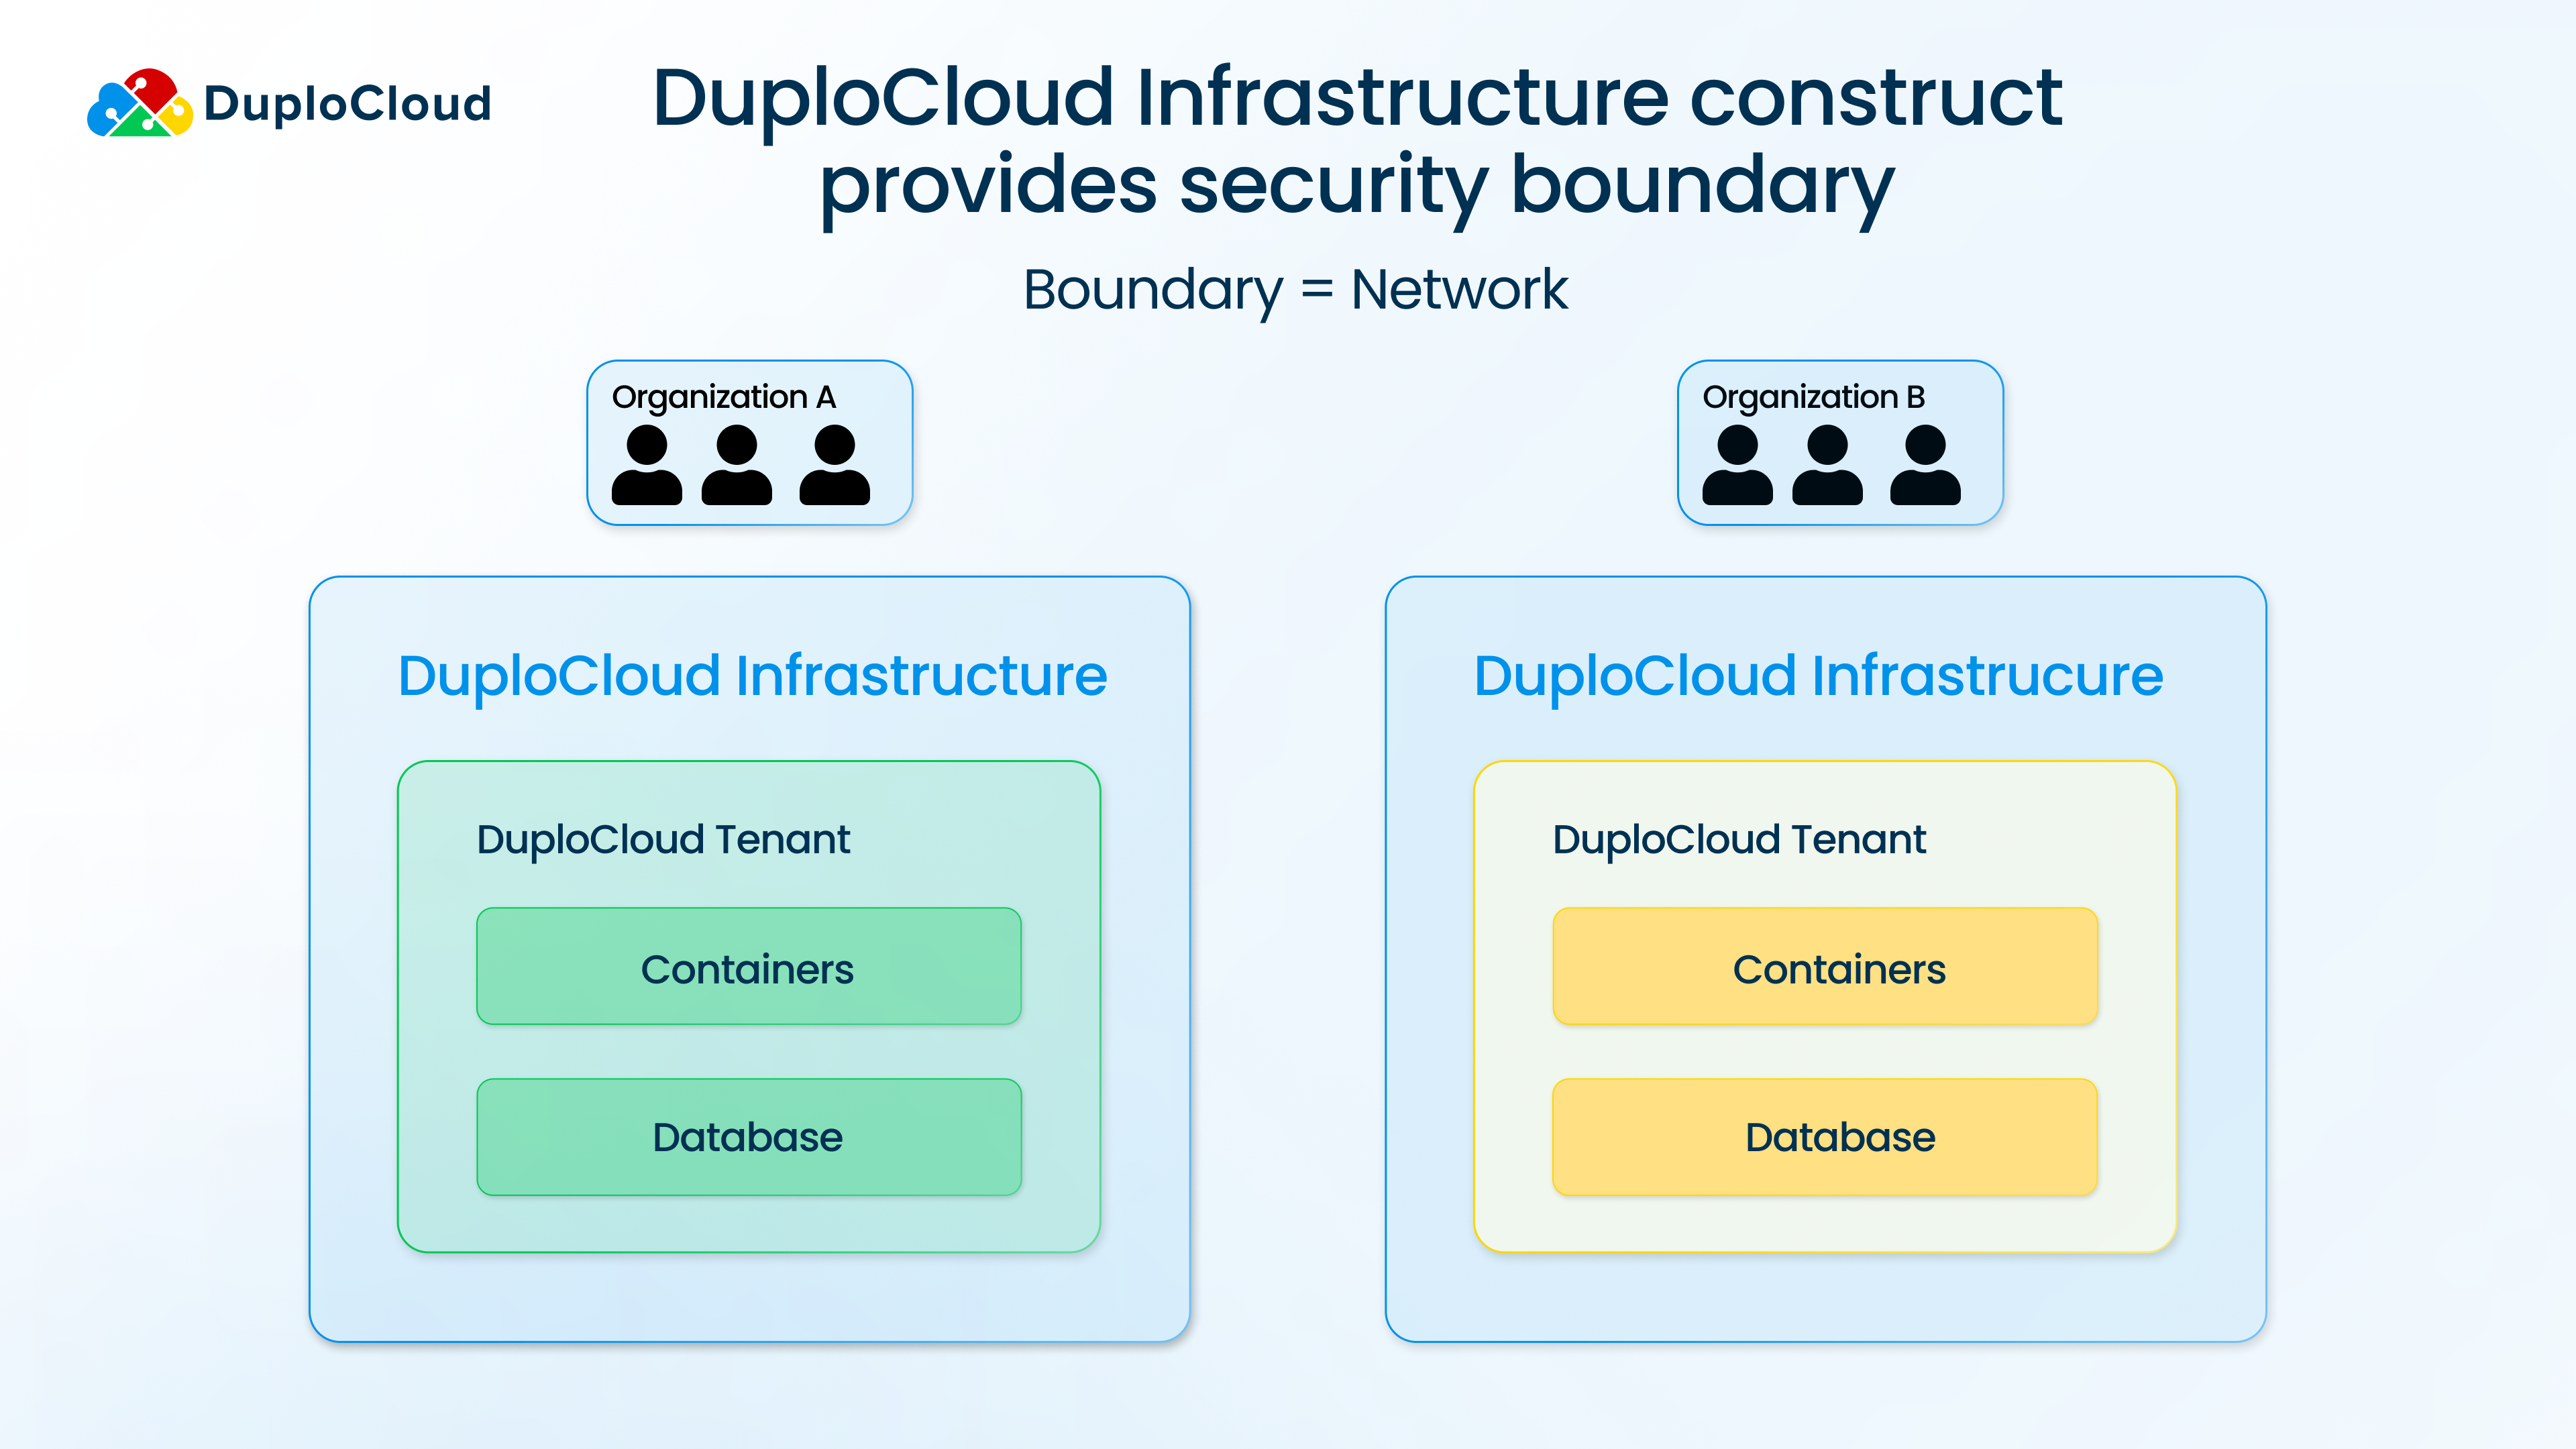 DuploCloud
DuploCloud Infrastructure construct
provides security boundary
Boundary = Network
Organization A
Organization B
DuploCloud Infrastructure
DuploCloud Tenant
Containers
Database
DuploCloud Infrastrucure
DuploCloud Tenant
Containers
Database